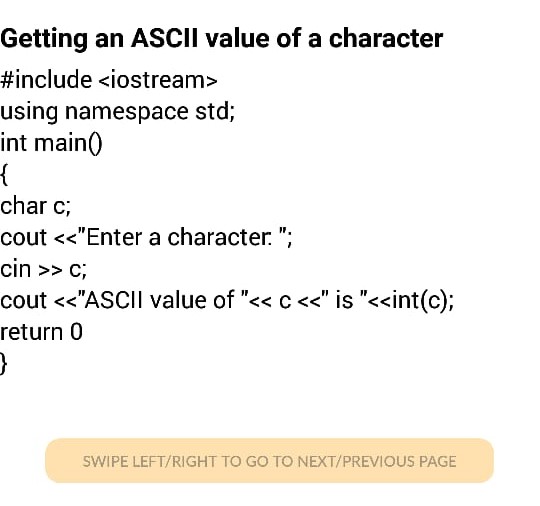 Getting an ASCII value of a character
#include <iostream>
using namespace std;
int main()
{
char c;
cout <<"Enter a character: ";
cin >> c;
cout <<"ASCII value of "<< c <<" is "<<int(c);
return 0
}
SWIPE LEFT/RIGHT TO GO TO NEXT/PREVIOUS PAGE